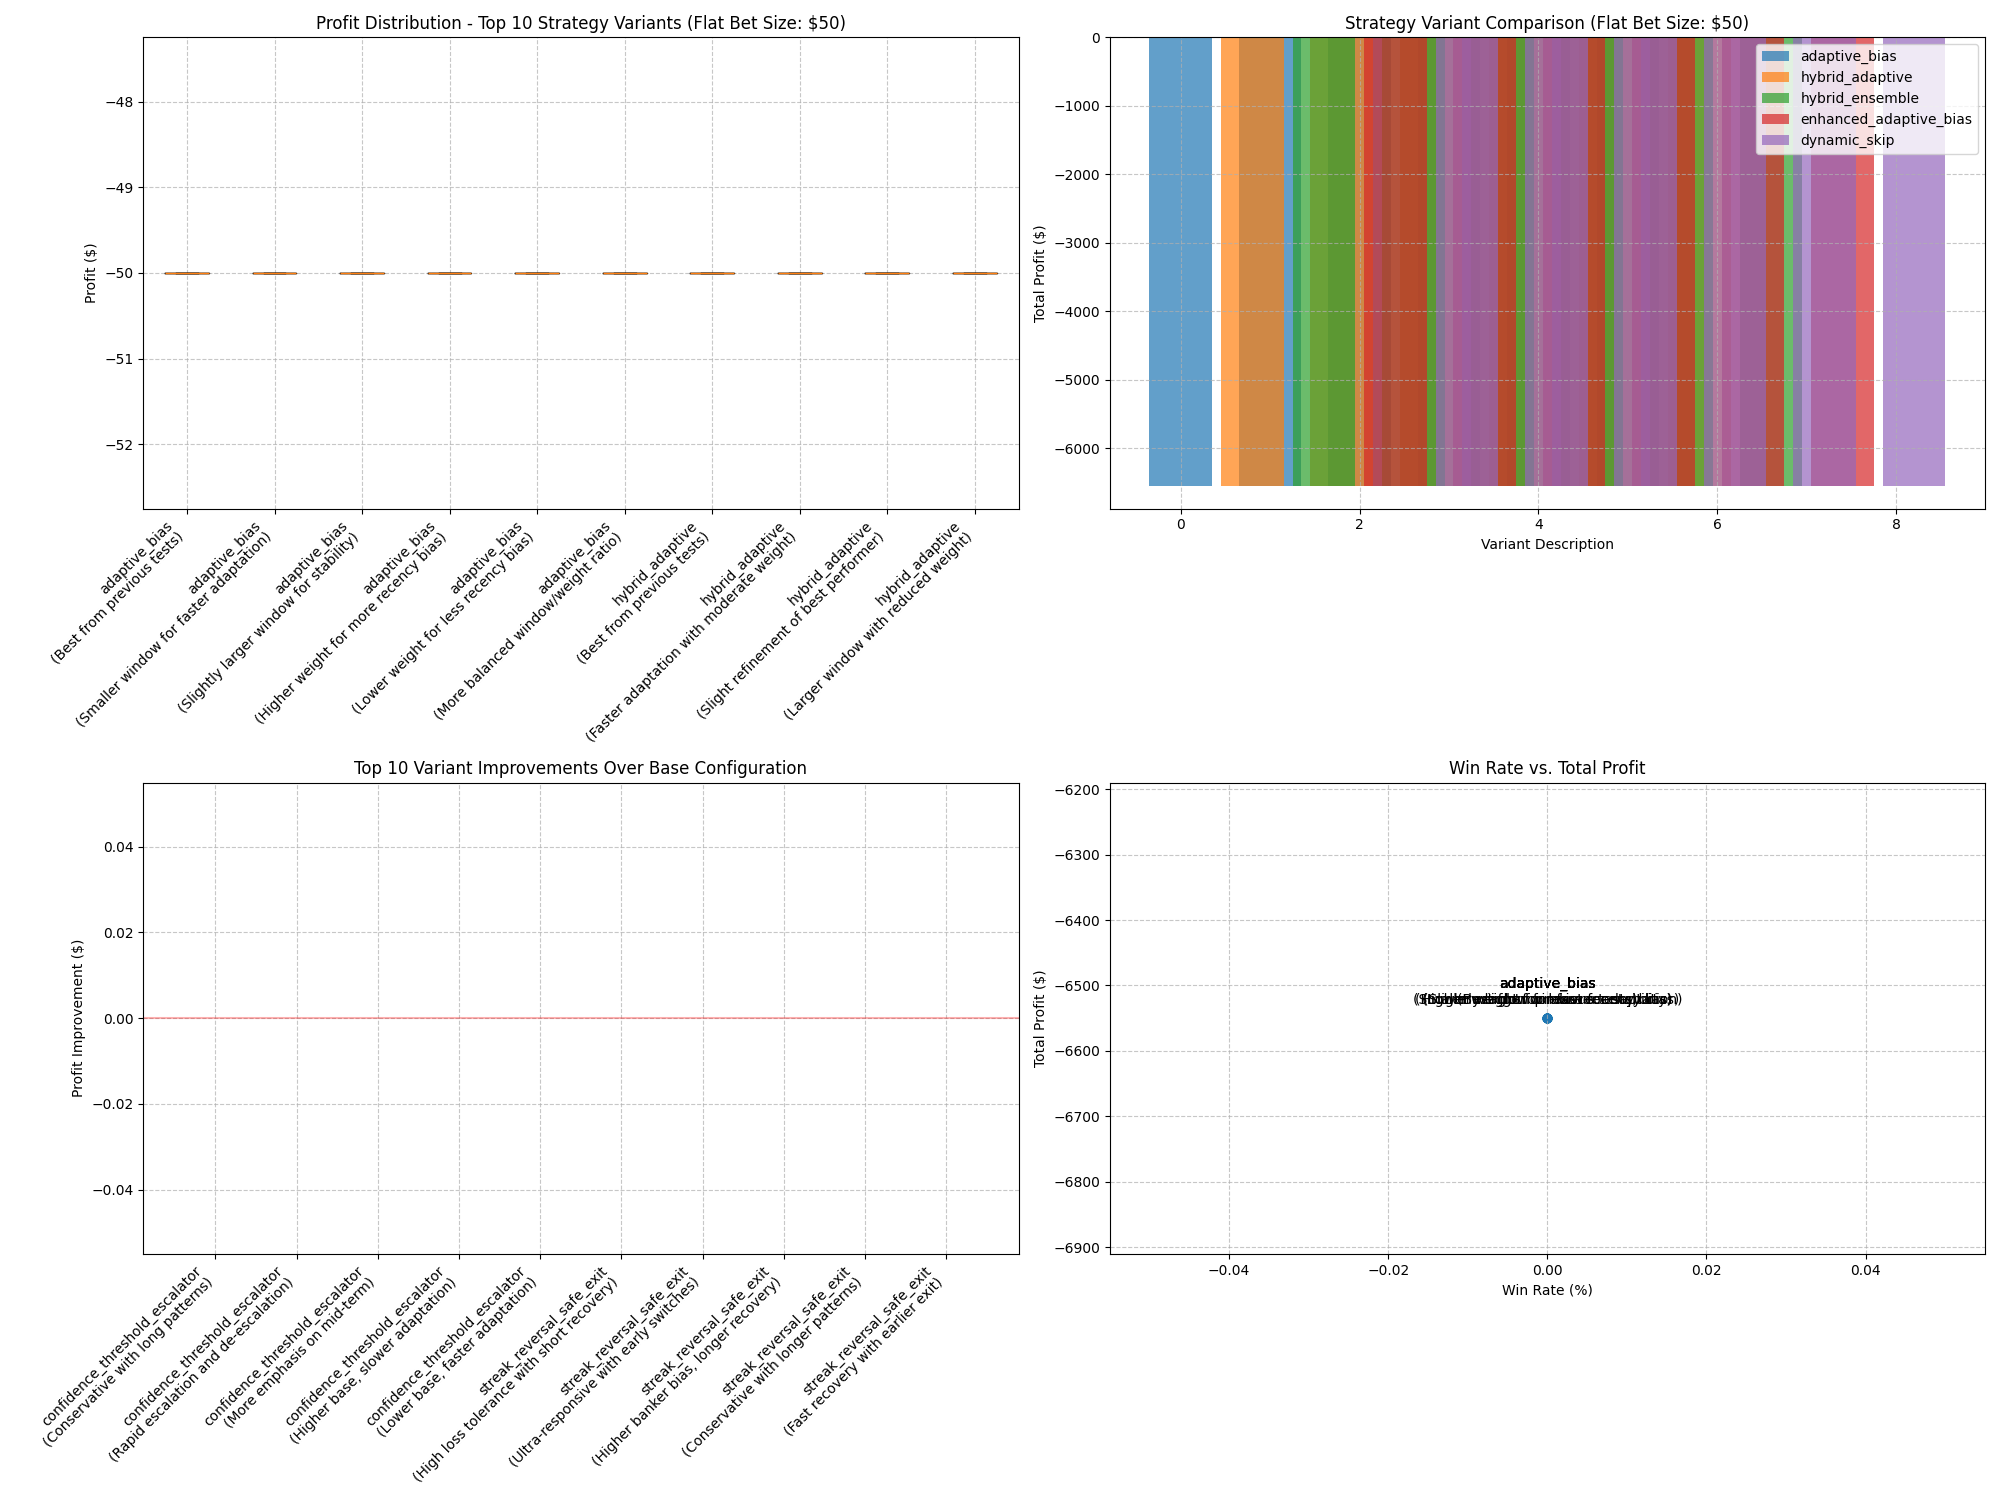 Profit Distribution - Top 10 Strategy Variants (Flat Bet Size: $50)
Profit ($)
−48
−49
−50
−51
−52
adaptive_bias
(Best from previous tests)
adaptive_bias
(Smaller window for faster adaptation)
adaptive_bias
(Slightly larger window for stability)
adaptive_bias
(Higher weight for more recency bias)
adaptive_bias
(Lower weight for less recency bias)
adaptive_bias
(More balanced window/weight ratio)
hybrid_adaptive
(Best from previous tests)
hybrid_adaptive
(Faster adaptation with moderate weight)
hybrid_adaptive
(Slight refinement of best performer)
hybrid_adaptive
(Larger window with reduced weight)
Strategy Variant Comparison (Flat Bet Size: $50)
Total Profit ($)
0
−1000
−2000
−3000
−4000
−5000
−6000
adaptive_bias
hybrid_adaptive
hybrid_ensemble
enhanced_adaptive_bias
dynamic_skip
0 2 4 6 8
Variant Description
Top 10 Variant Improvements Over Base Configuration
Profit Improvement ($)
0.04
0.02
0.00
−0.02
−0.04
confidence_threshold_escalator
(Conservative with long patterns)
confidence_threshold_escalator
(Rapid escalation and de-escalation)
confidence_threshold_escalator
(More emphasis on mid-term)
confidence_threshold_escalator
(Higher base, slower adaptation)
confidence_threshold_escalator
(Lower base, faster adaptation)
streak_reversal_safe_exit
(High loss tolerance with short recovery)
streak_reversal_safe_exit
(Ultra-responsive with early switches)
streak_reversal_safe_exit
(Higher banker bias, longer recovery)
streak_reversal_safe_exit
(Conservative with longer patterns)
streak_reversal_safe_exit
(Fast recovery with earlier exit)
Win Rate vs. Total Profit
Total Profit ($)
−6200
−6300
−6400
−6500
−6600
−6700
−6800
−6900
adaptive_bias
−0.04 −0.02 0.00 0.02 0.04
Win Rate (%)